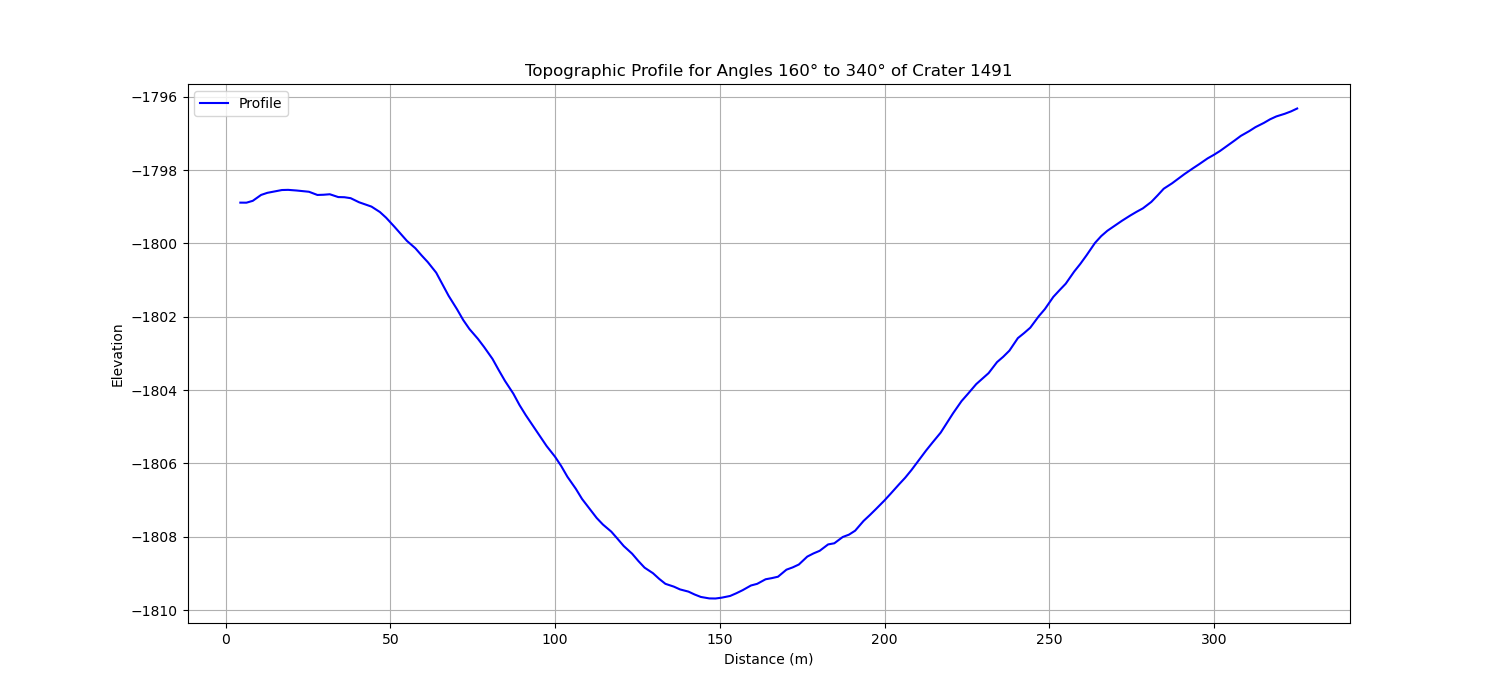 Topographic Profile for Angles 160° to 340° of Crater 1491
Profile
−1796
−1798
−1800
−1802
−1804
−1806
−1808
−1810
Elevation
0 50 100 150 200 250 300
Distance (m)